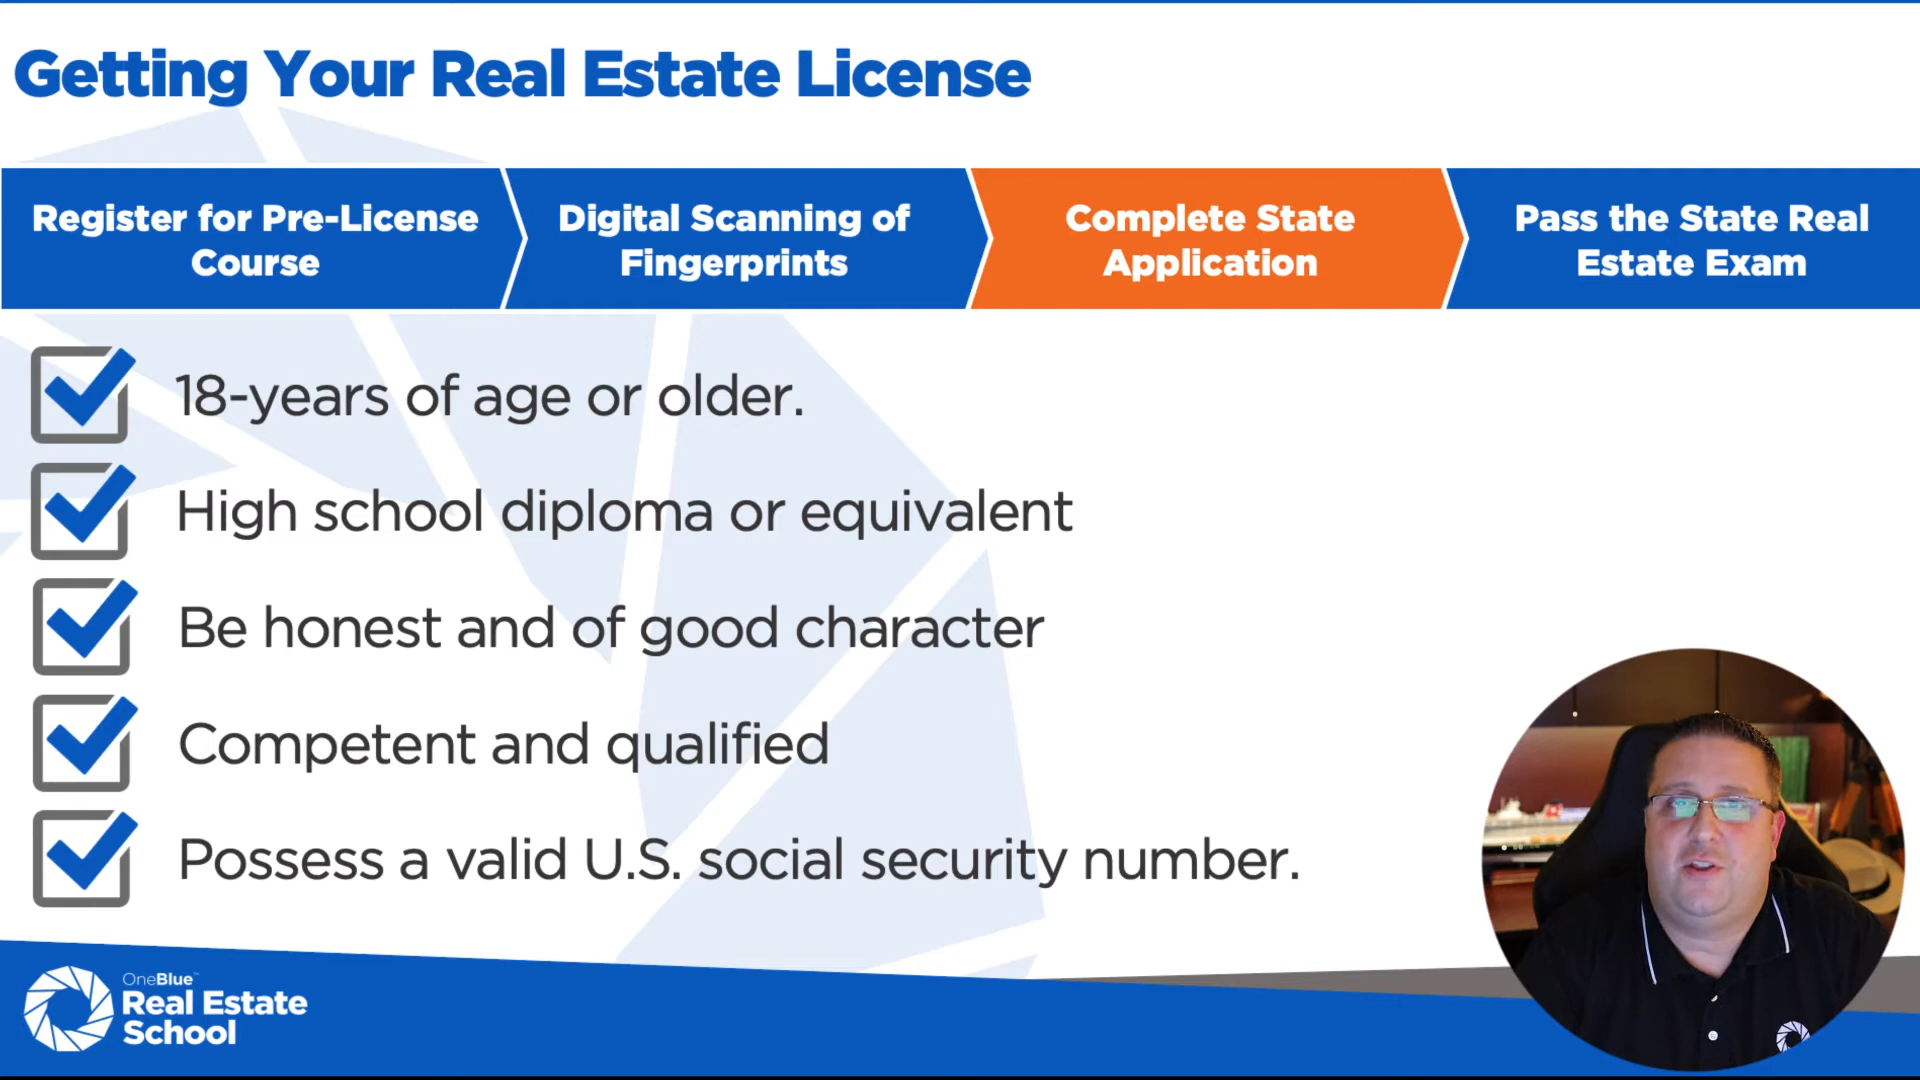 Getting Your Real Estate License
Register for Pre-License
Course
Digital Scanning of
Fingerprints
Complete State
Application
Pass the State Real
Estate Exam
18-years of age or older.
High school diploma or equivalent
Be honest and of good character
Competent and qualified
Possess a valid U.S. social security number.
OneBlue™
Real Estate
School